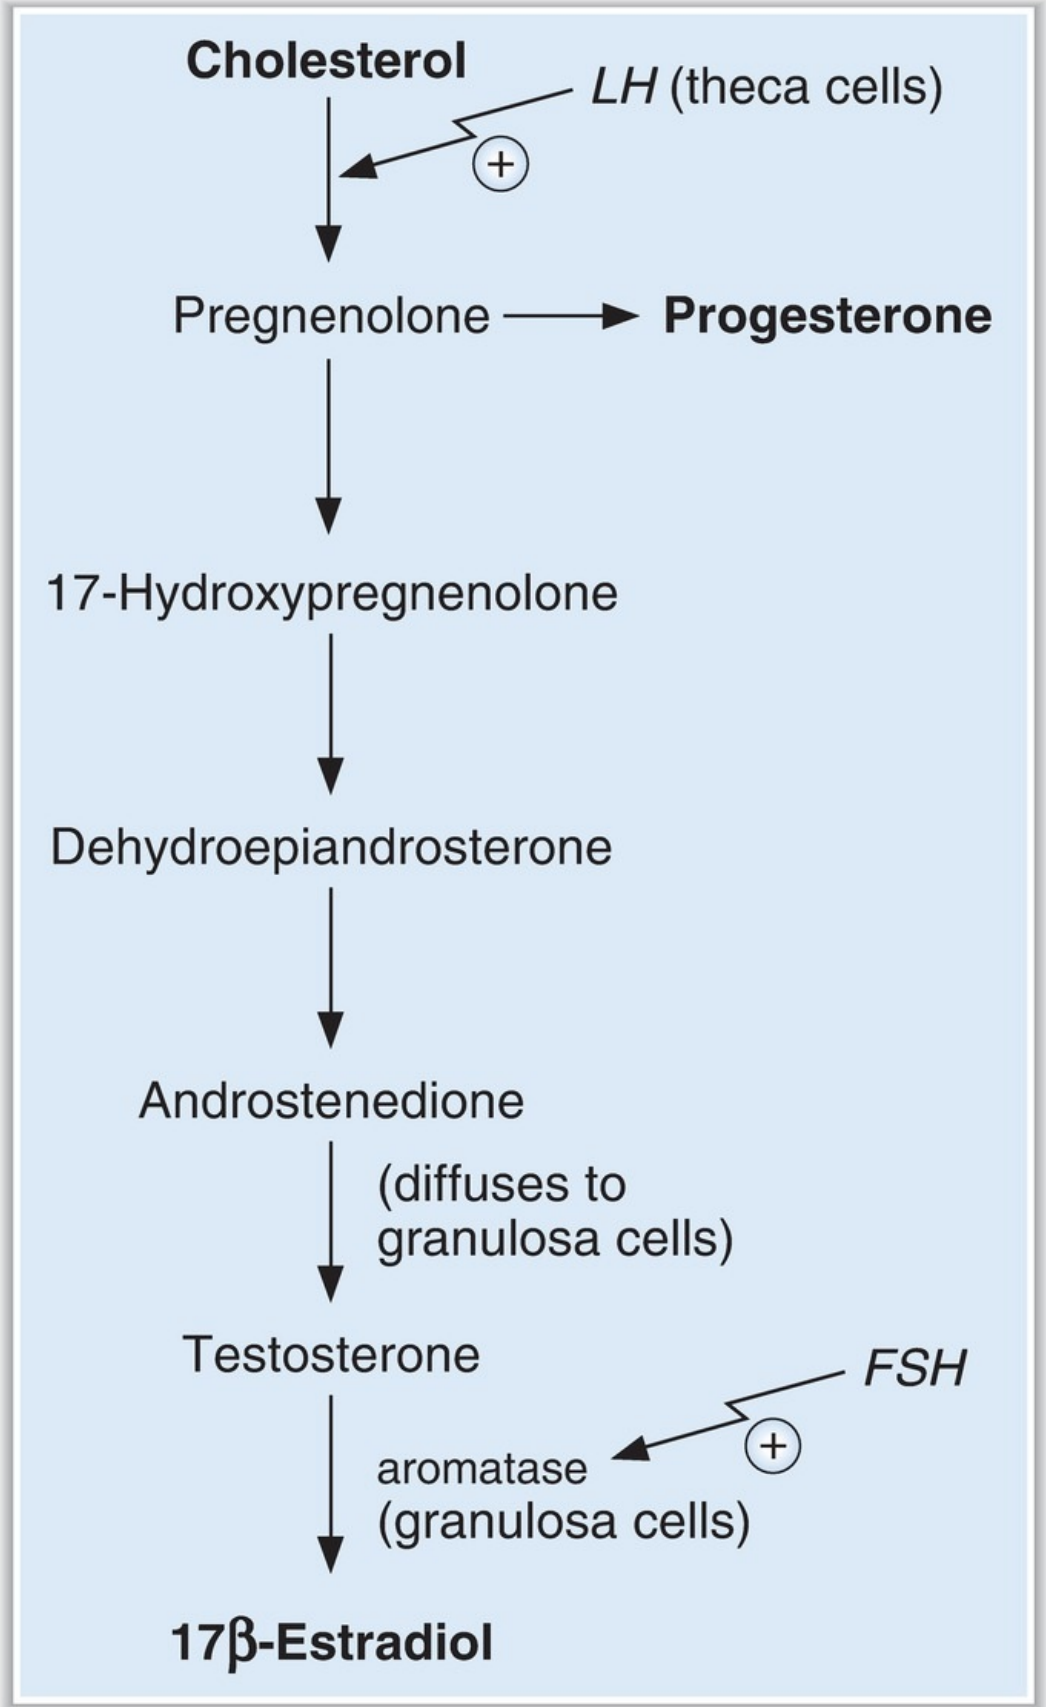 Cholesterol
LH (theca cells)
+
Pregnenolone
Progesterone
17-Hydroxypregnenolone
Dehydroepiandrosterone
Androstenedione
(diffuses to
granulosa cells)
Testosterone
FSH
+
aromatase
(granulosa cells)
17β-Estradiol